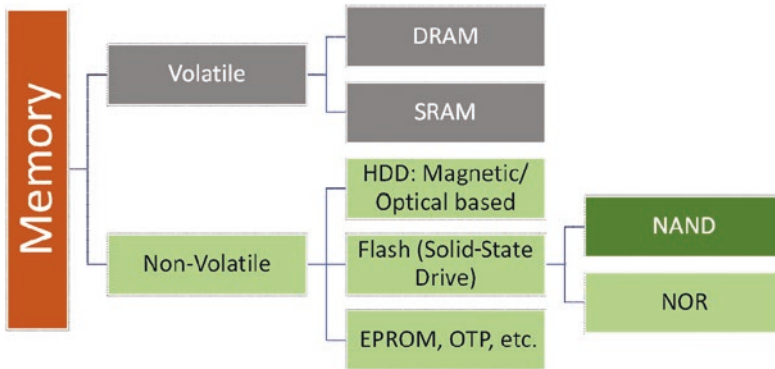 Memory
Volatile
DRAM
SRAM
Non-Volatile
HDD: Magnetic/
Optical based
Flash (Solid-State
Drive)
EPROM, OTP, etc.
NAND
NOR